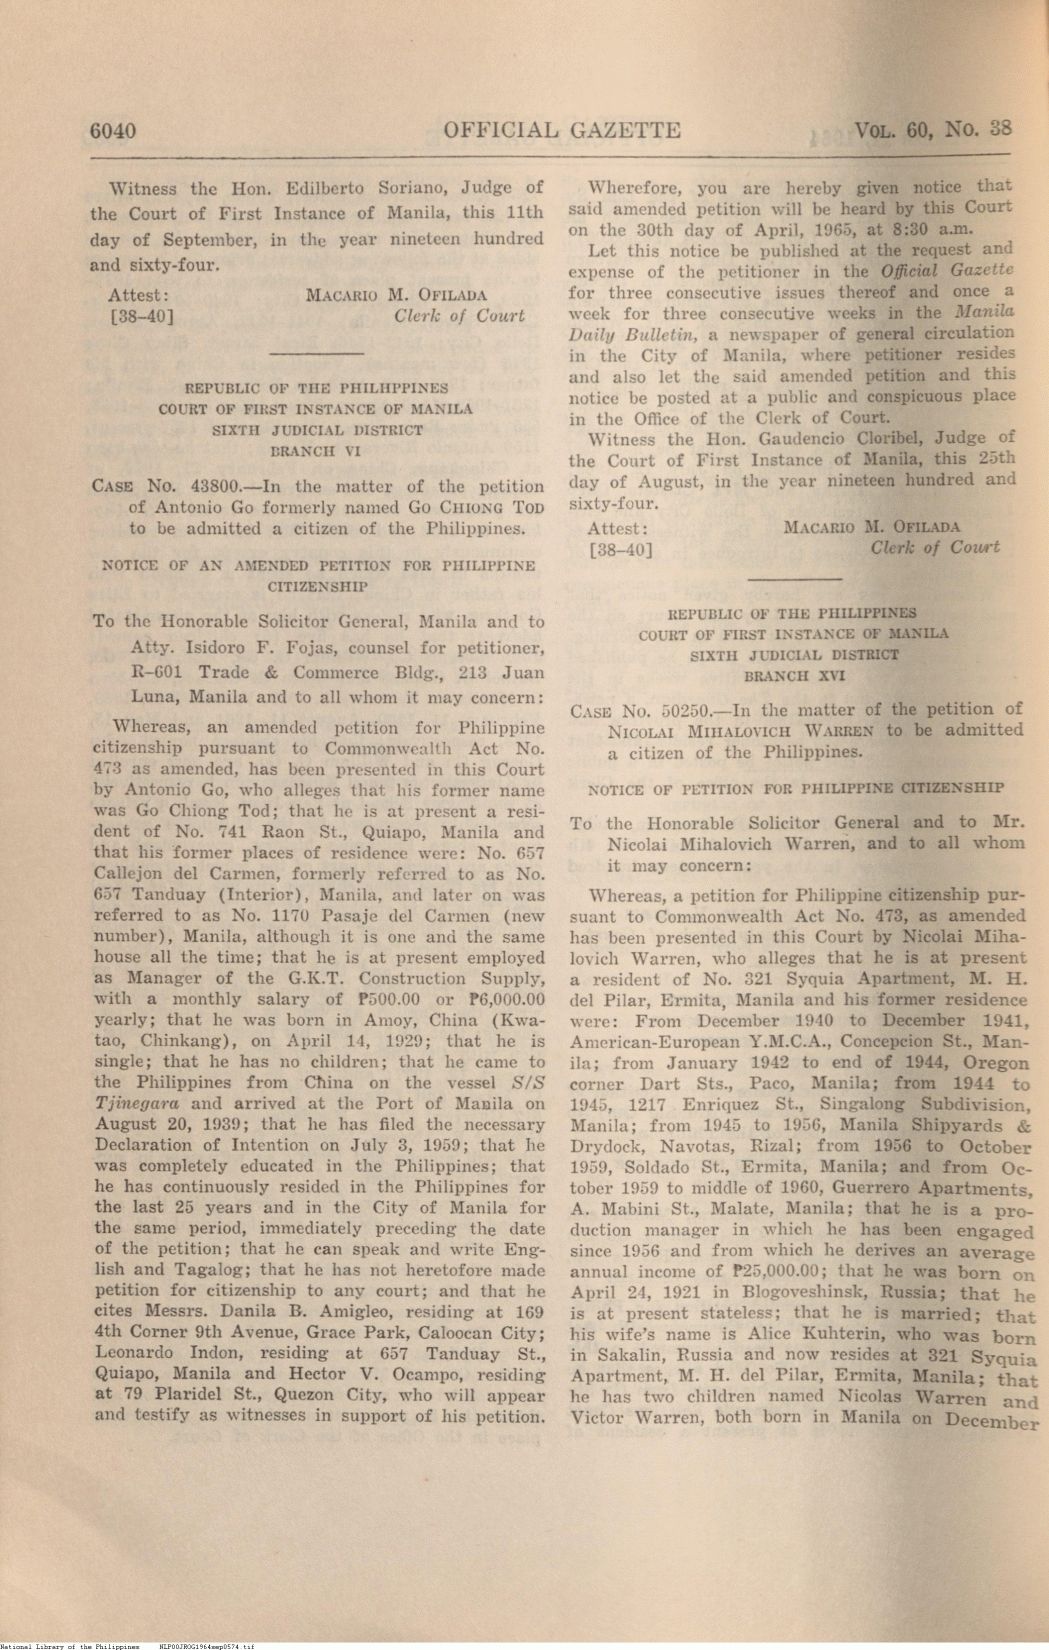 6040 OFFICIAL GAZETTE VOL. 60, NO. 38
Witness the Hon. Edilberto Soriano, Judge of
the Court of First Instance of Manila, this 11th
day of September, in the year nineteen hundred
and sixty-four.
Attest: MACARIO M. OFILADA
[38–40] Clerk of Court
REPUBLIC OF THE PHILIPPINES
COURT OF FIRST INSTANCE OF MANILA
SIXTH JUDICIAL DISTRICT
BRANCH VI
CASE No. 43800.—In the matter of the petition
of Antonio Go formerly named GO CHIONG TOD
to be admitted a citizen of the Philippines.
NOTICE OF AN AMENDED PETITION FOR PHILIPPINE
CITIZENSHIP
To the Honorable Solicitor General, Manila and to
Atty. Isidoro F. Fojas, counsel for petitioner,
R–601 Trade & Commerce Bldg., 213 Juan
Luna, Manila and to all whom it may concern:
Whereas, an amended petition for Philippine
citizenship pursuant to Commonwealth Act No.
473 as amended, has been presented in this Court
by Antonio Go, who alleges that his former name
was Go Chiong Tod; that he is at present a resi-
dent of No. 741 Raon St., Quiapo, Manila and
that his former places of residence were: No. 657
Callejon del Carmen, formerly referred to as No.
657 Tanduay (Interior), Manila, and later on was
referred to as No. 1170 Pasaje del Carmen (new
number), Manila, although it is one and the same
house all the time; that he is at present employed
as Manager of the G.K.T. Construction Supply,
with a monthly salary of ₱500.00 or ₱6,000.00
yearly; that he was born in Amoy, China (Kwa-
tao, Chinkang), on April 14, 1929; that he is
single; that he has no children; that he came to
the Philippines from China on the vessel S/S
Tjinegara and arrived at the Port of Manila on
August 20, 1939; that he has filed the necessary
Declaration of Intention on July 3, 1959; that he
was completely educated in the Philippines; that
he has continuously resided in the Philippines for
the last 25 years and in the City of Manila for
the same period, immediately preceding the date
of the petition; that he can speak and write Eng-
lish and Tagalog; that he has not heretofore made
petition for citizenship to any court; and that he
cites Messrs. Danila B. Amigleo, residing at 169
4th Corner 9th Avenue, Grace Park, Caloocan City;
Leonardo Indon, residing at 657 Tanduay St.,
Quiapo, Manila and Hector V. Ocampo, residing
at 79 Plaridel St., Quezon City, who will appear
and testify as witnesses in support of his petition.
Wherefore, you are hereby given notice that
said amended petition will be heard by this Court
on the 30th day of April, 1965, at 8:30 a.m.
Let this notice be published at the request and
expense of the petitioner in the Official Gazette
for three consecutive issues thereof and once a
week for three consecutive weeks in the Manila
Daily Bulletin, a newspaper of general circulation
in the City of Manila, where petitioner resides
and also let the said amended petition and this
notice be posted at a public and conspicuous place
in the Office of the Clerk of Court.
Witness the Hon. Gaudencio Cloribel, Judge of
the Court of First Instance of Manila, this 25th
day of August, in the year nineteen hundred and
sixty-four.
Attest: MACARIO M. OFILADA
[38–40] Clerk of Court
REPUBLIC OF THE PHILIPPINES
COURT OF FIRST INSTANCE OF MANILA
SIXTH JUDICIAL DISTRICT
BRANCH XVI
CASE No. 50250.—In the matter of the petition of
NICOLAI MIHALOVICH WARREN to be admitted
a citizen of the Philippines.
NOTICE OF PETITION FOR PHILIPPINE CITIZENSHIP
To the Honorable Solicitor General and to Mr.
Nicolai Mihalovich Warren, and to all whom
it may concern:
Whereas, a petition for Philippine citizenship pur-
suant to Commonwealth Act No. 473, as amended
has been presented in this Court by Nicolai Miha-
lovich Warren, who alleges that he is at present
a resident of No. 321 Syquia Apartment, M. H.
del Pilar, Ermita, Manila and his former residence
were: From December 1940 to December 1941,
American-European Y.M.C.A., Concepcion St., Man-
ila; from January 1942 to end of 1944, Oregon
corner Dart Sts., Paco, Manila; from 1944 to
1945, 1217 Enriquez St., Singalong Subdivision,
Manila; from 1945 to 1956, Manila Shipyards &
Drydock, Navotas, Rizal; from 1956 to October
1959, Soldado St., Ermita, Manila; and from Oc-
tober 1959 to middle of 1960, Guerrero Apartments,
A. Mabini St., Malate, Manila; that he is a pro-
duction manager in which he has been engaged
since 1956 and from which he derives an average
annual income of ₱25,000.00; that he was born on
April 24, 1921 in Blogoveshinsk, Russia; that he
is at present stateless; that he is married; that
his wife's name is Alice Kuhterin, who was born
in Sakalin, Russia and now resides at 321 Syquia
Apartment, M. H. del Pilar, Ermita, Manila; that
he has two children named Nicolas Warren and
Victor Warren, both born in Manila on December
National Library of the Philippines NLP00JROG1964sep0574.tif